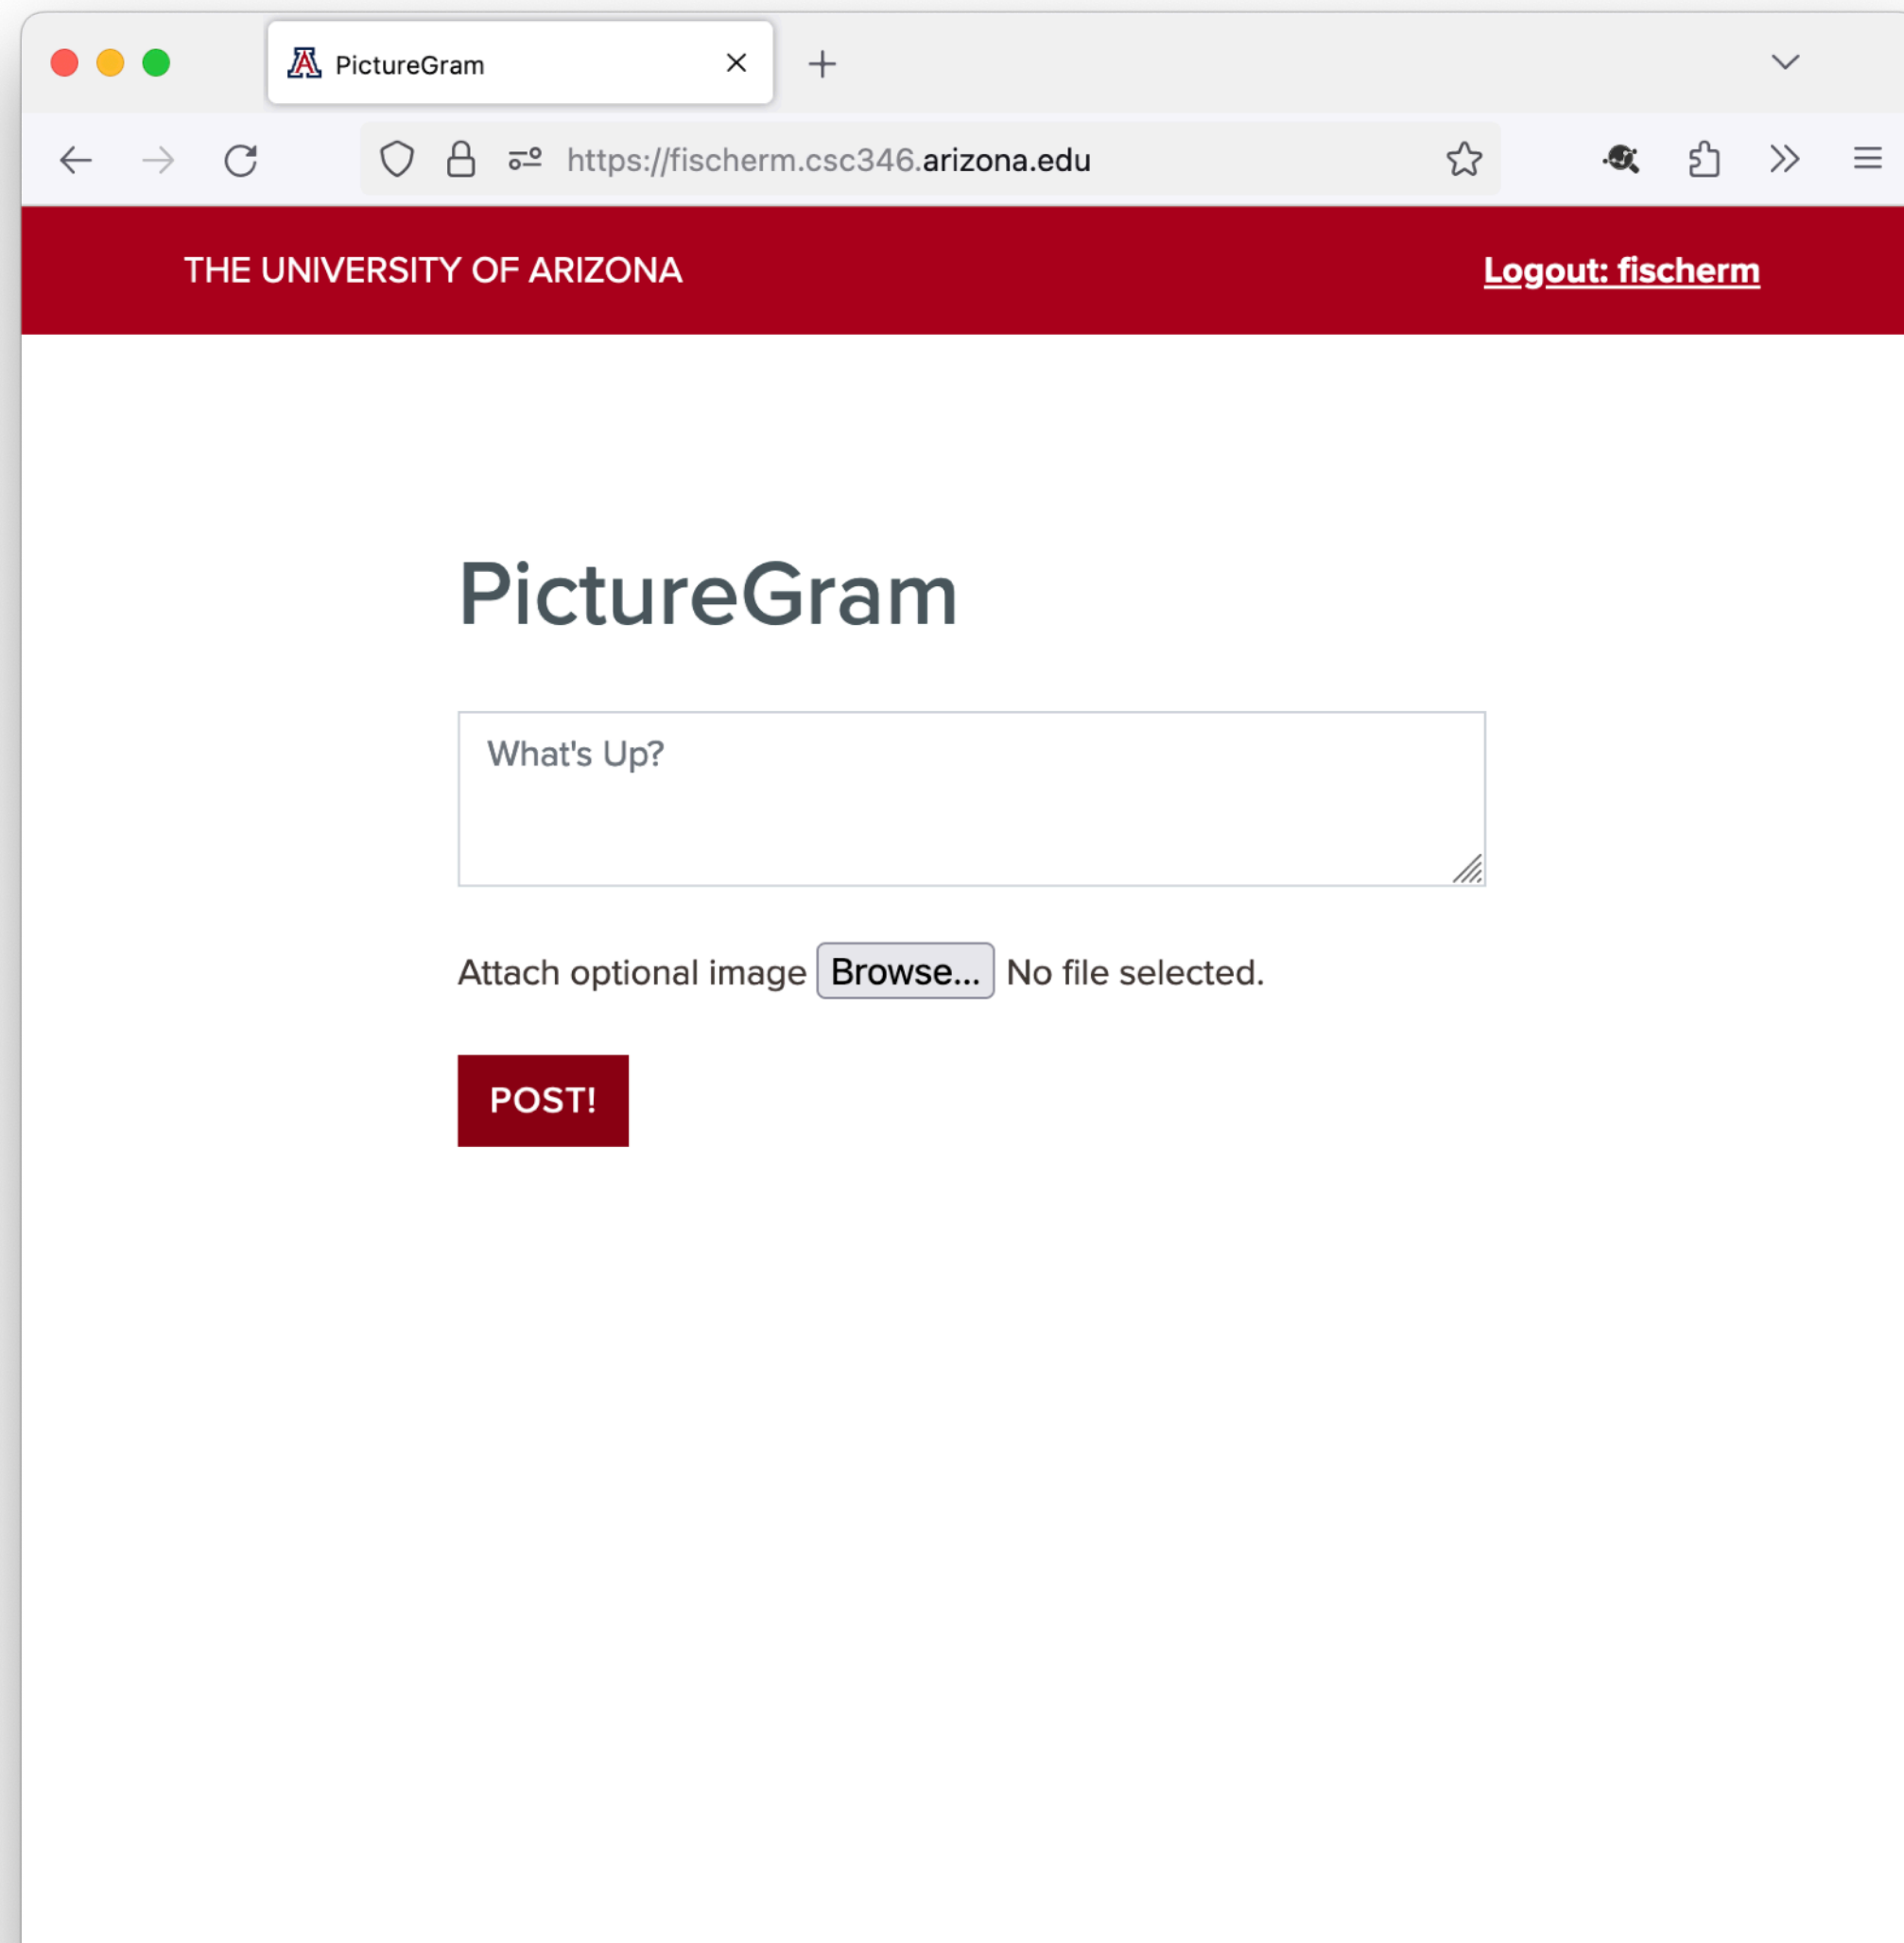 PictureGram
https://fischerm.csc346.arizona.edu
THE UNIVERSITY OF ARIZONA
Logout: fischerm
PictureGram
What's Up?
Attach optional image Browse... No file selected.
POST!